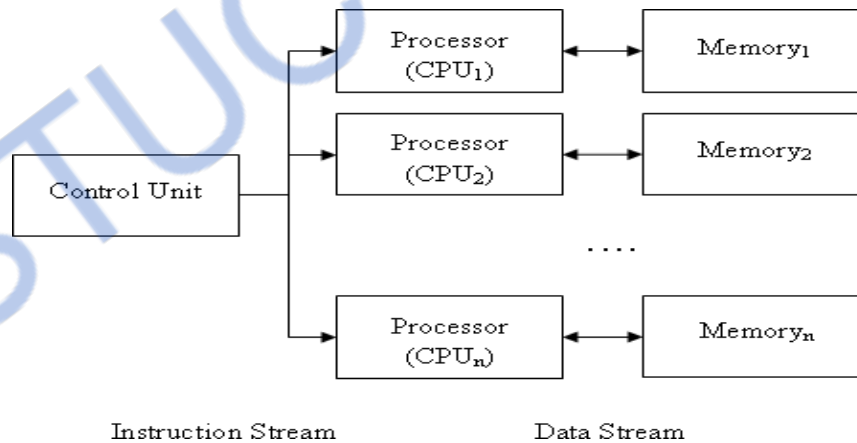 Processor
(CPU₁)
Memory₁
Processor
(CPU₂)
Memory₂
Control Unit
....
Processor
(CPUₙ)
Memoryₙ
Instruction Stream
Data Stream